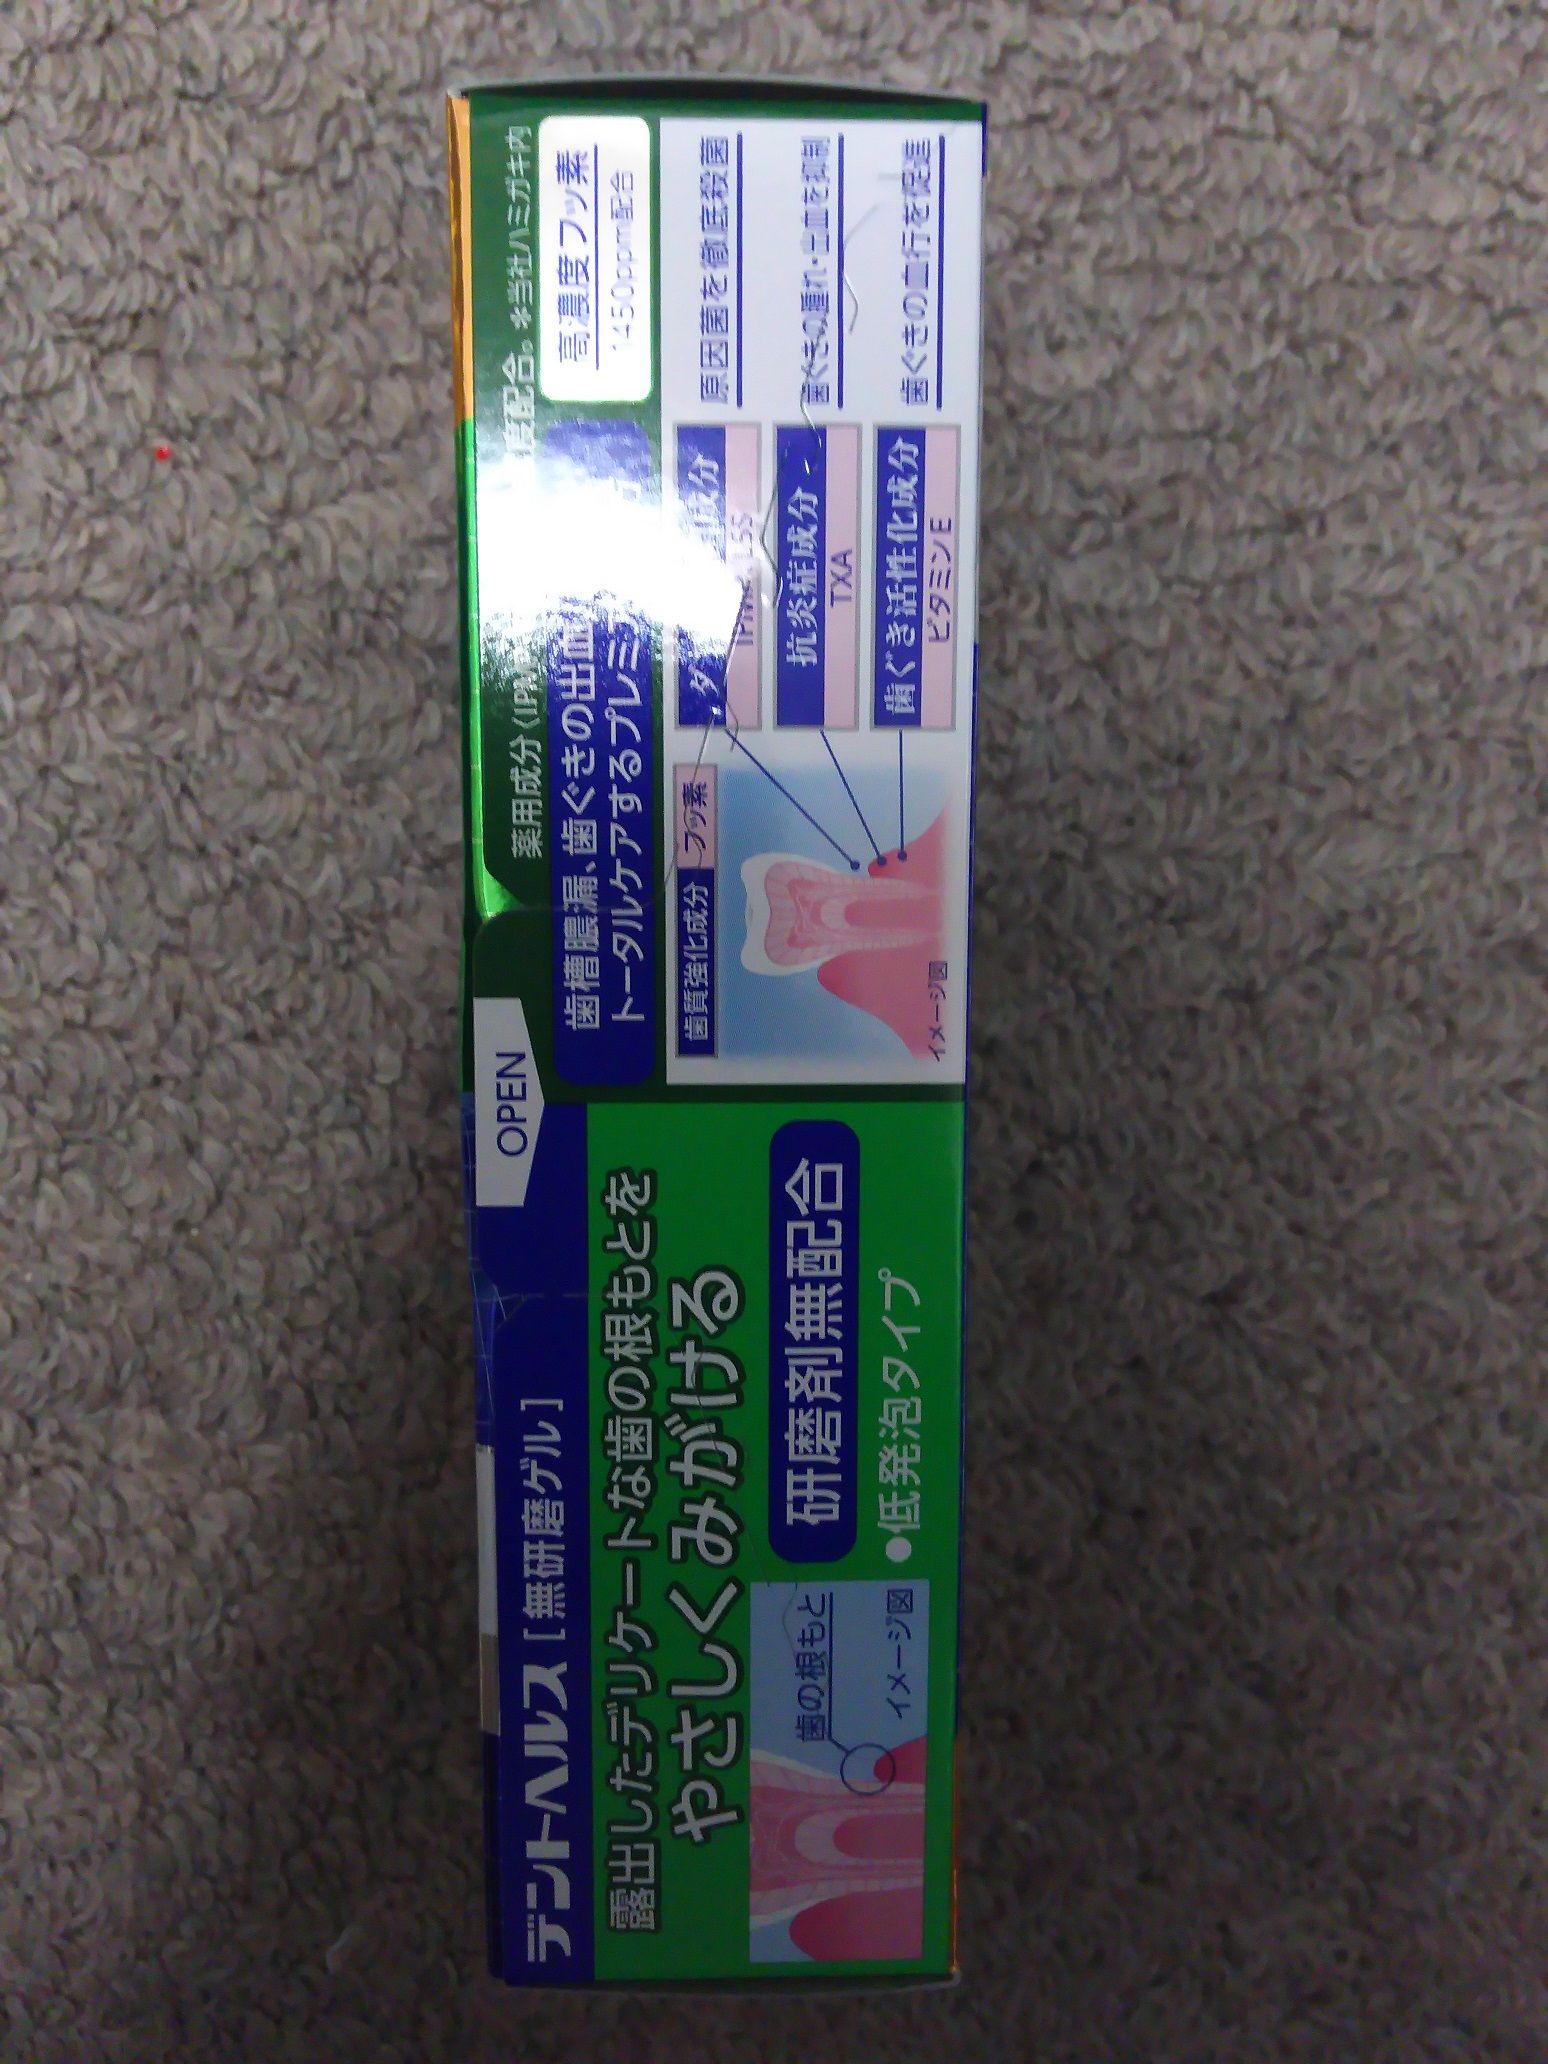 デントヘルス［無研磨ゲル］
露出したデリケートな歯の根もとを
やさしくみがける
歯の根もと
イメージ図
研磨剤無配合
●低発泡タイプ
OPEN
薬用成分〈IPM
度配合。※当社ハミガキ内
歯槽膿漏、歯ぐきの出血
トータルケアするプレミ
高濃度フッ素
1450ppm配合
歯質強化成分 フッ素
イメージ図
成分
LSS
原因菌を徹底殺菌
抗炎症成分
TXA
歯ぐきの腫れ・出血を抑制
歯ぐき活性化成分
ビタミンE
歯ぐきの血行を促進